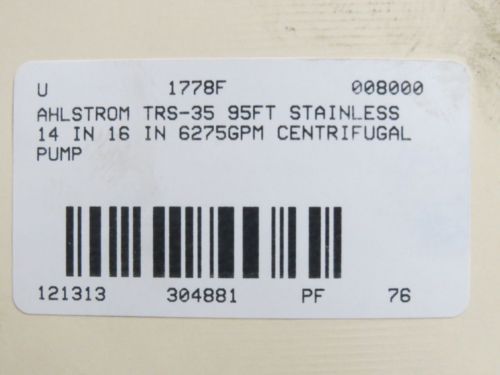 U 1778F 008000
AHLSTROM TRS-35 95FT STAINLESS
14 IN 16 IN 6275GPM CENTRIFUGAL
PUMP
121313 304881 PF 76